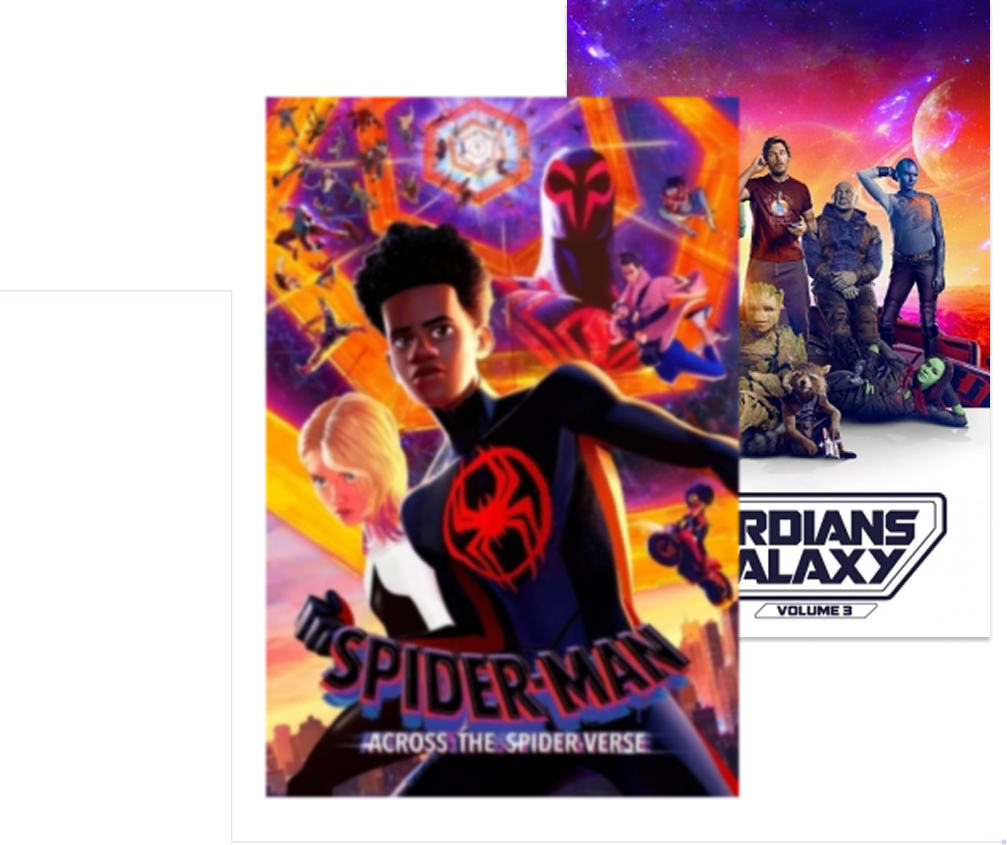 SPIDER-MAN
ACROSS THE SPIDER-VERSE
RDIANS
ALAXY
VOLUME 3